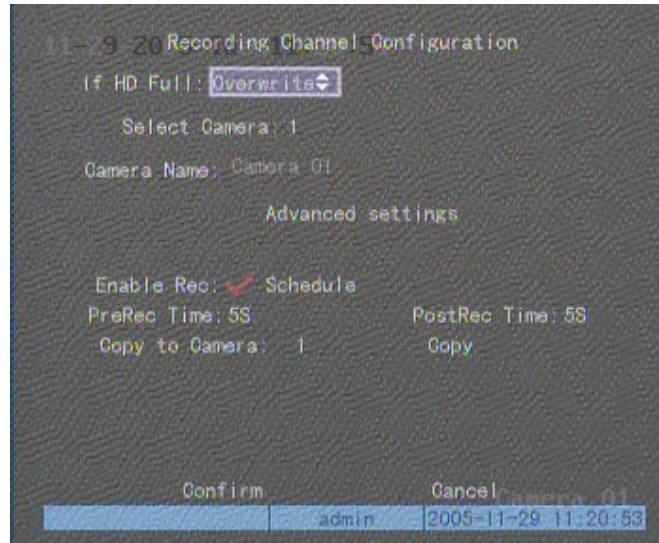 Recording Channel Configuration
If HD Full: Overwrite
Select Camera: 1
Camera Name: Camera 01
Advanced settings
Enable Rec: Schedule
PreRec Time: 5S PostRec Time: 5S
Copy to Camera: 1 Copy
Confirm Cancel
Camera 01
admin 2005-11-29 11:20:53